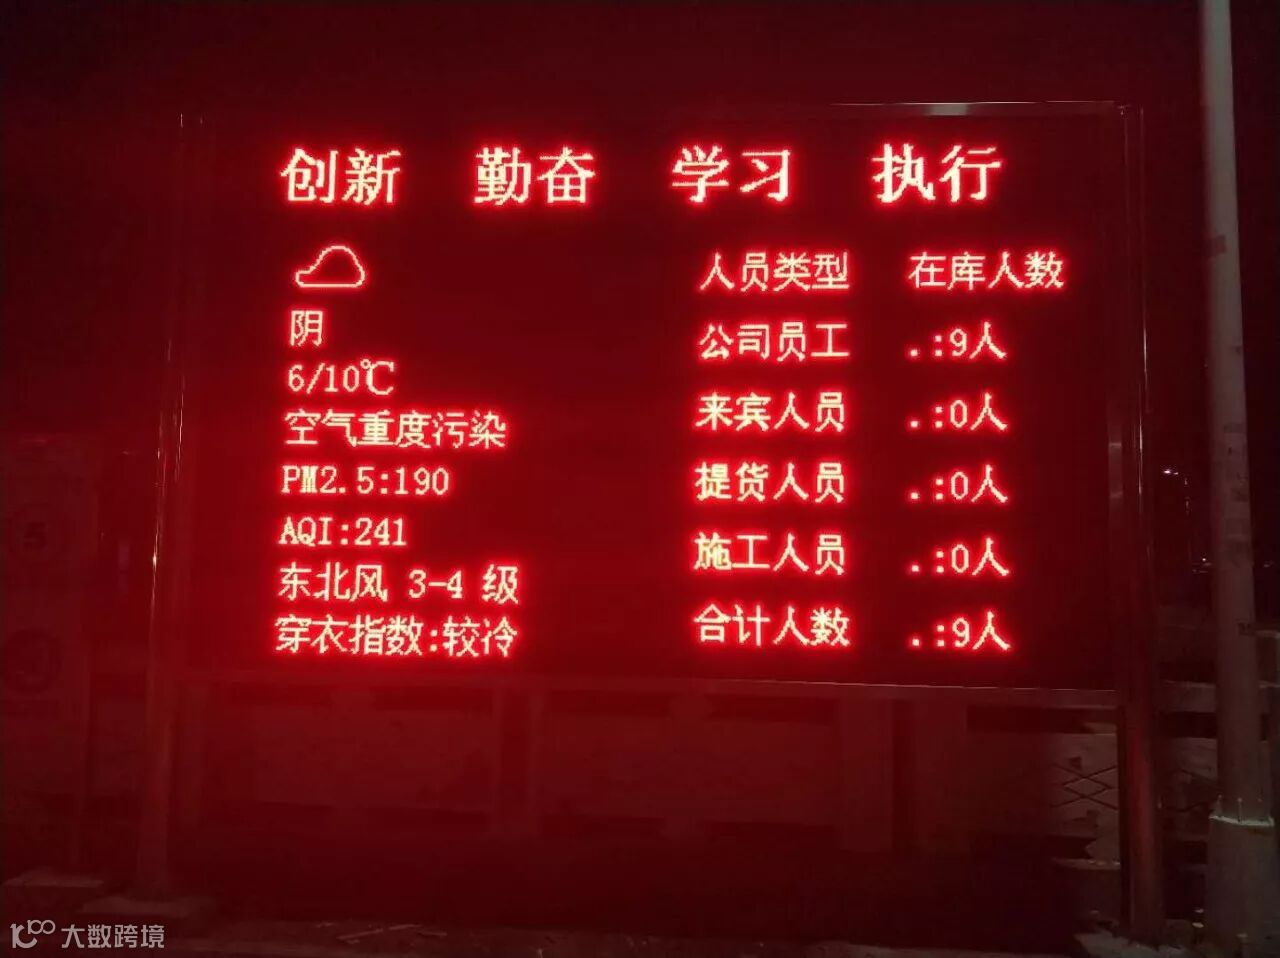 创新 勤奋 学习 执行
阴
6/10℃
空气重度污染
PM2.5:190
AQI:241
东北风 3-4 级
穿衣指数:较冷
人员类型 在库人数
公司员工 .:9人
来宾人员 .:0人
提货人员 .:0人
施工人员 .:0人
合计人数 .:9人
大数跨境